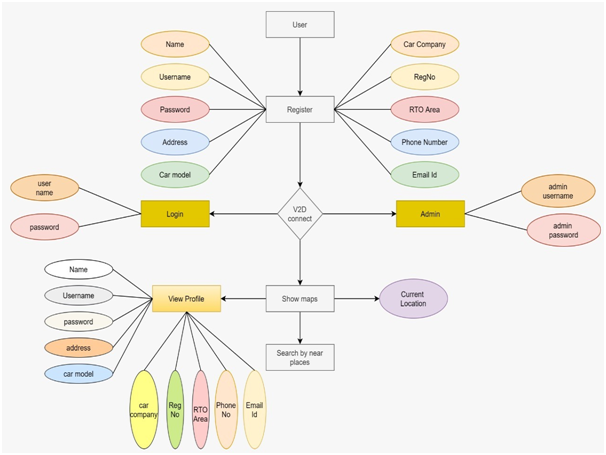 User
Name
Car Company
Username
RegNo
Password
Register
RTO Area
Address
Phone Number
Car model
Email Id
user
name
admin
username
Login
V2D
connect
Admin
password
admin
password
Name
Username
View Profile
Show maps
Current
Location
password
address
Search by near
places
car model
car
company
Reg
No
RTO
Area
Phone
No
Email
Id